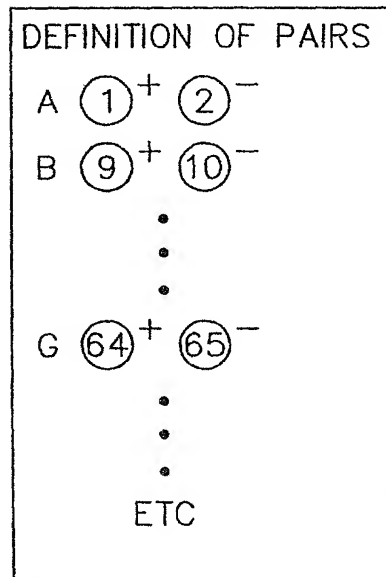 DEFINITION OF PAIRS
A 1 + 2 −
B 9 + 10 −
G 64 + 65 −
ETC